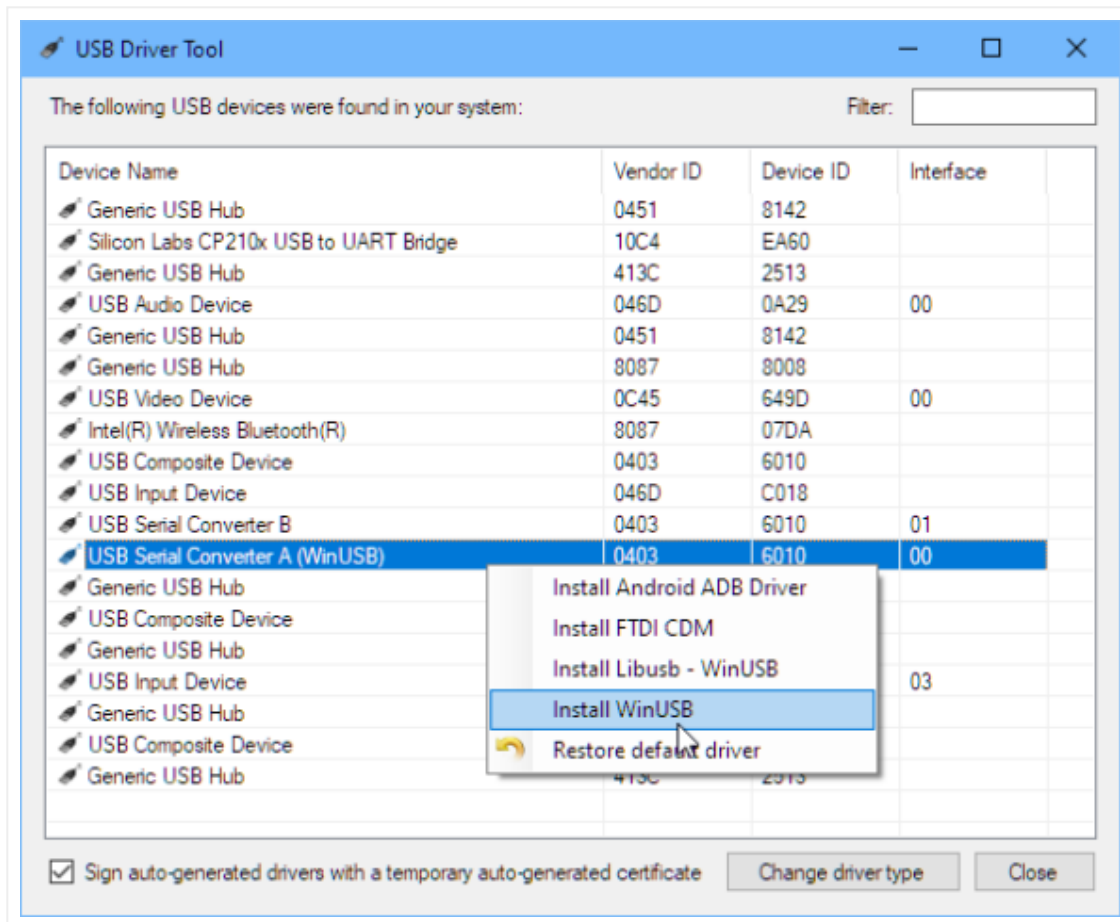 USB Driver Tool
The following USB devices were found in your system: Filter:
Device Name Vendor ID Device ID Interface
Generic USB Hub 0451 8142
Silicon Labs CP210x USB to UART Bridge 10C4 EA60
Generic USB Hub 413C 2513
USB Audio Device 046D 0A29 00
Generic USB Hub 0451 8142
Generic USB Hub 8087 8008
USB Video Device 0C45 649D 00
Intel(R) Wireless Bluetooth(R) 8087 07DA
USB Composite Device 0403 6010
USB Input Device 046D C018
USB Serial Converter B 0403 6010 01
USB Serial Converter A (WinUSB) 0403 6010 00
Generic USB Hub Install Android ADB Driver
USB Composite Device Install FTDI CDM
Generic USB Hub
USB Input Device Install Libusb - WinUSB 03
Generic USB Hub Install WinUSB
USB Composite Device Restore default driver
Generic USB Hub 413C 2513
Sign auto-generated drivers with a temporary auto-generated certificate Change driver type Close